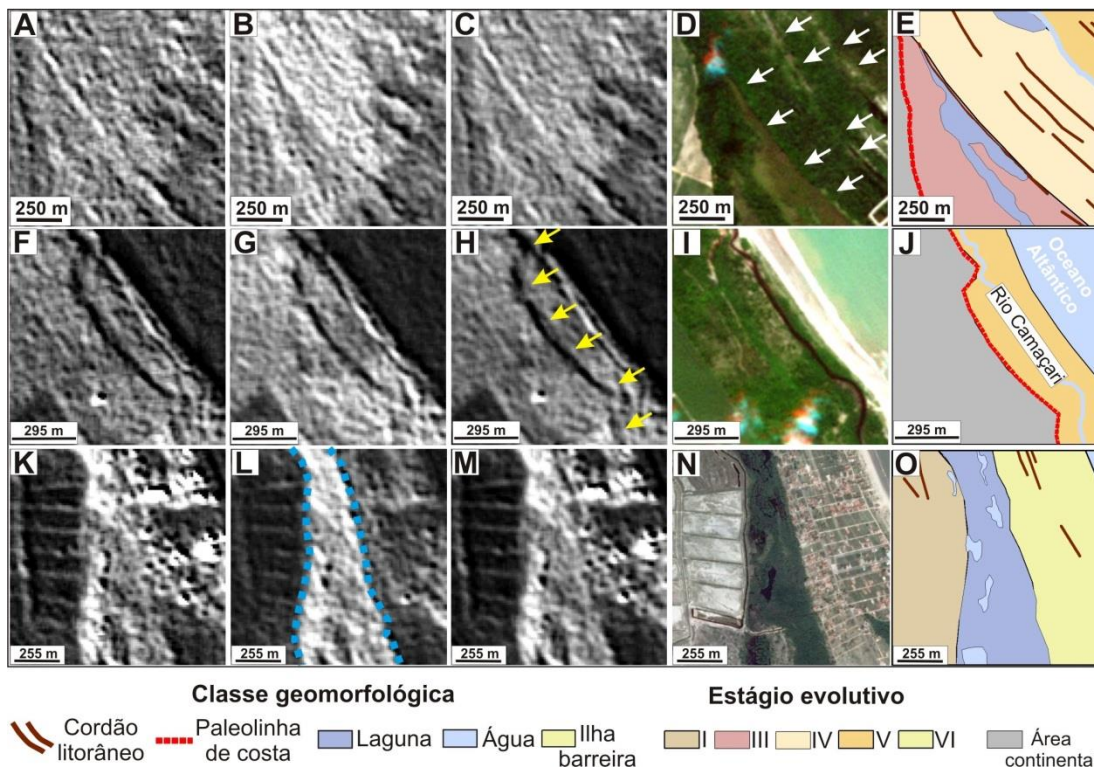 A B C D E
250 m 250 m 250 m 250 m 250 m
F G H I J
Oceano
Altântico
Rio Camaçari
295 m 295 m 295 m 295 m 295 m
K L M N O
255 m 255 m 255 m 255 m 255 m
Classe geomorfológica Estágio evolutivo
Cordão
litorâneo
Paleolinha
de costa
Laguna
Água
Ilha
barreira
I III IV V VI
Área
continenta